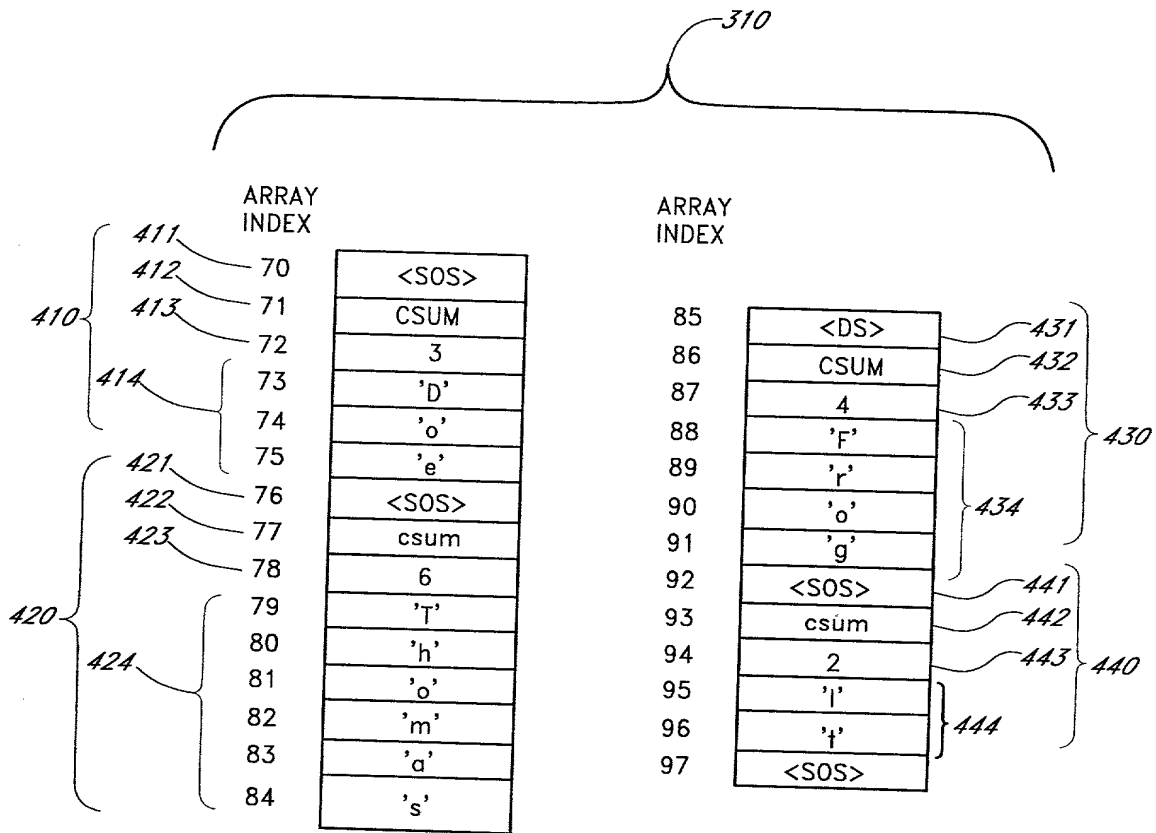 310
ARRAY
INDEX
411 70 <SOS>
412 71 CSUM
413 72 3
410
414 73 'D'
74 'o'
75 'e'
421 76 <SOS>
422 77 csum
423 78 6
420
424 79 'T'
80 'h'
81 'o'
82 'm'
83 'a'
84 's'
ARRAY
INDEX
85 <DS> 431
86 CSUM 432
87 4 433
88 'F'
89 'r'
90 'o'
91 'g'
434
430
92 <SOS> 441
93 csum 442
94 2 443
95 'l'
96 't'
444
440
97 <SOS>